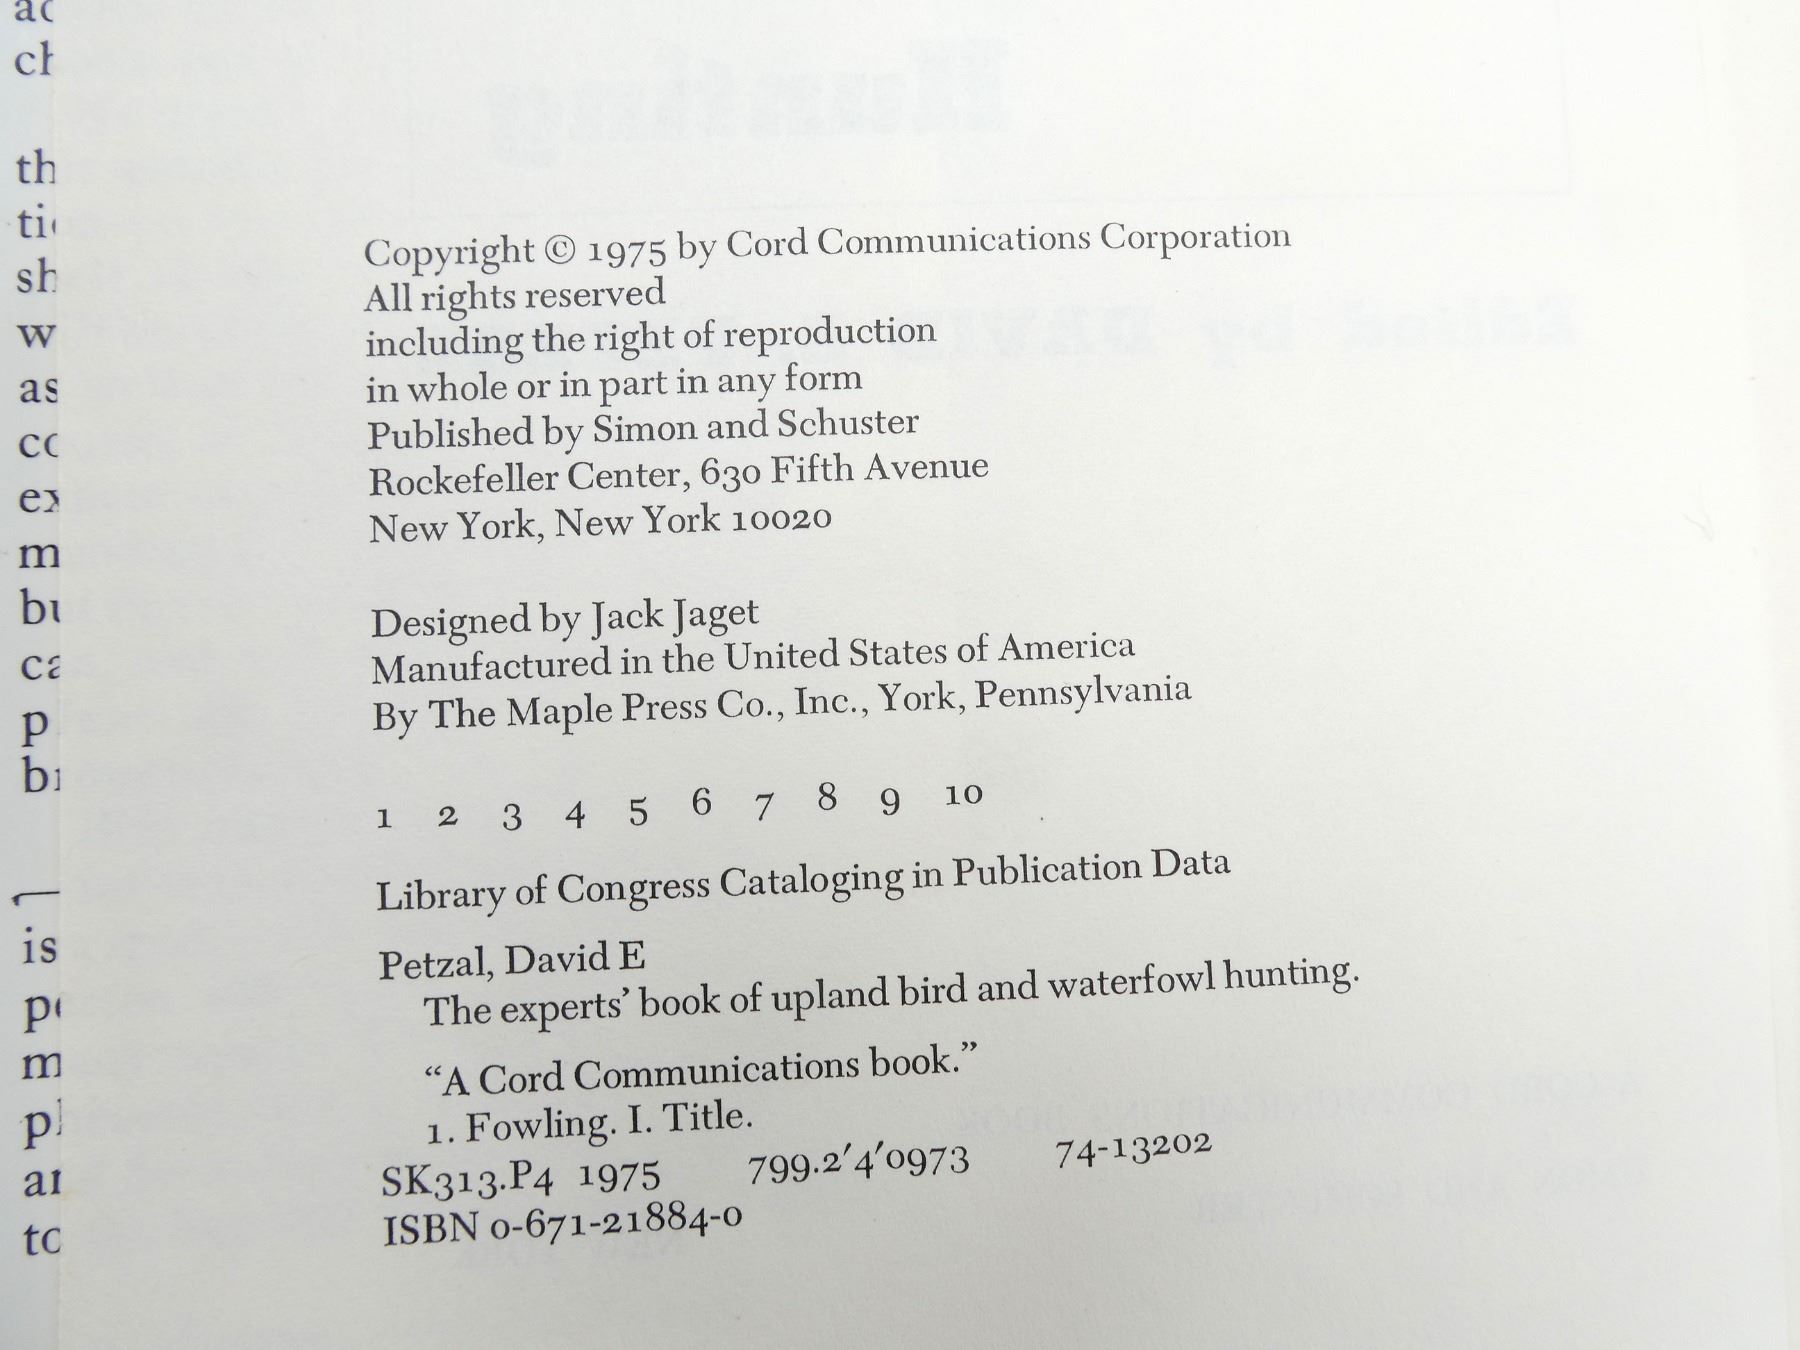 Copyright © 1975 by Cord Communications Corporation
All rights reserved
including the right of reproduction
in whole or in part in any form
Published by Simon and Schuster
Rockefeller Center, 630 Fifth Avenue
New York, New York 10020
Designed by Jack Jaget
Manufactured in the United States of America
By The Maple Press Co., Inc., York, Pennsylvania
1 2 3 4 5 6 7 8 9 10
Library of Congress Cataloging in Publication Data
Petzal, David E
The experts' book of upland bird and waterfowl hunting.
"A Cord Communications book."
1. Fowling. I. Title.
SK313.P4 1975 799.2'4'0973 74-13202
ISBN 0-671-21884-0